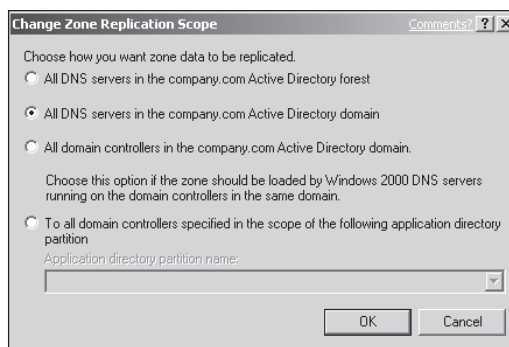 Change Zone Replication Scope
Comments? ? X
Choose how you want zone data to be replicated.
All DNS servers in the company.com Active Directory forest
All DNS servers in the company.com Active Directory domain
All domain controllers in the company.com Active Directory domain.
Choose this option if the zone should be loaded by Windows 2000 DNS servers
running on the domain controllers in the same domain.
To all domain controllers specified in the scope of the following application directory
partition
Application directory partition name:
OK
Cancel